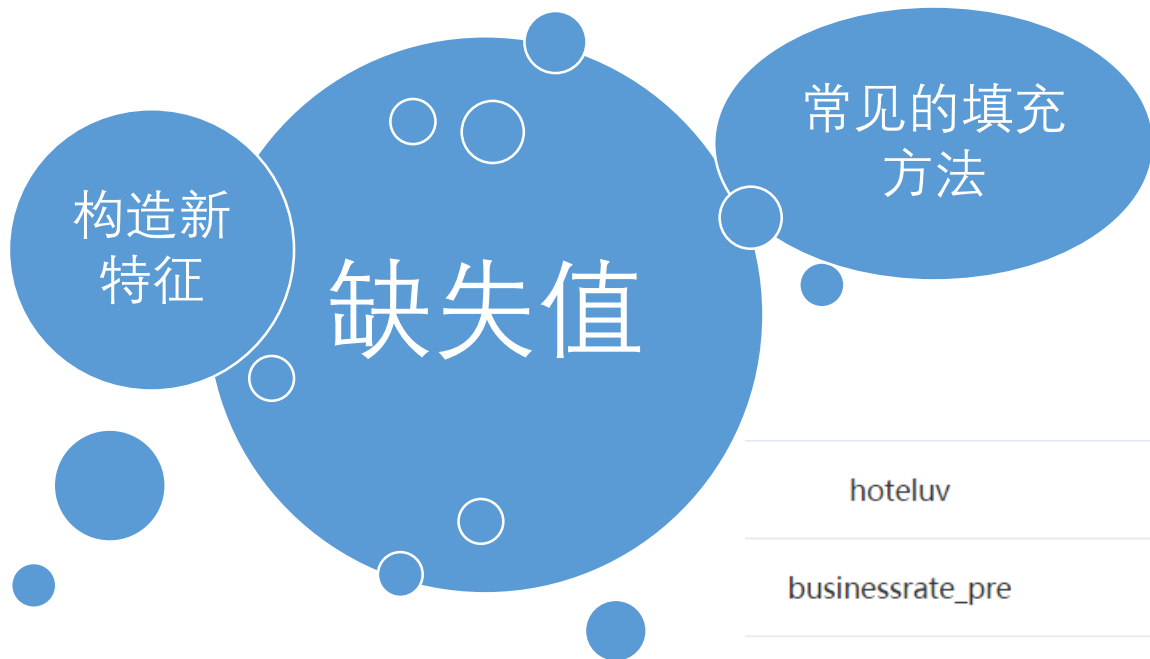 构造新
特征
缺失值
常见的填充
方法
hoteluv
businessrate_pre